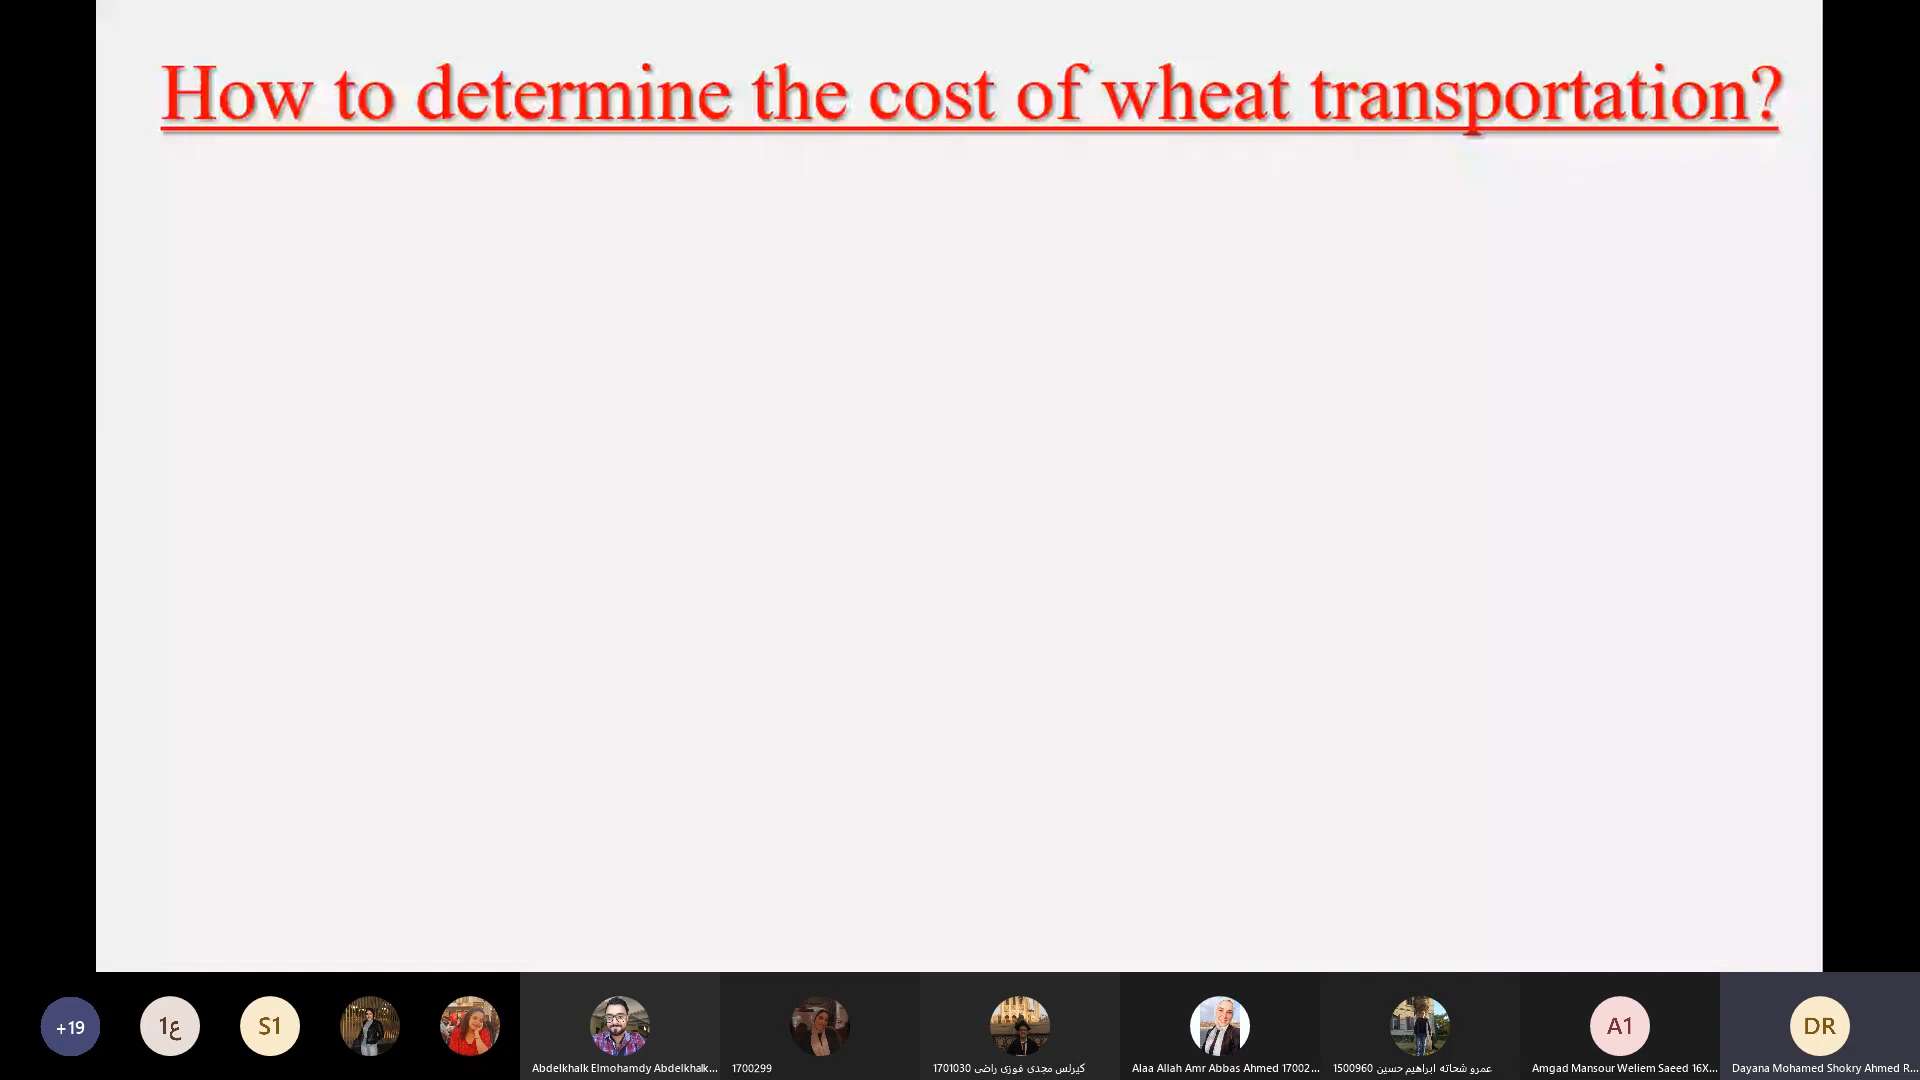 How to determine the cost of wheat transportation?
+19
1ع
S1
Abdelkhalk Elmohamdy Abdelkhalk...
1700299
كيرلس مجدى فوزى راضى 1701030
Alaa Allah Amr Abbas Ahmed 17002...
عمرو شحاته ابراهيم حسين 1500960
A1
Amgad Mansour Weliem Saeed 16X...
DR
Dayana Mohamed Shokry Ahmed R...